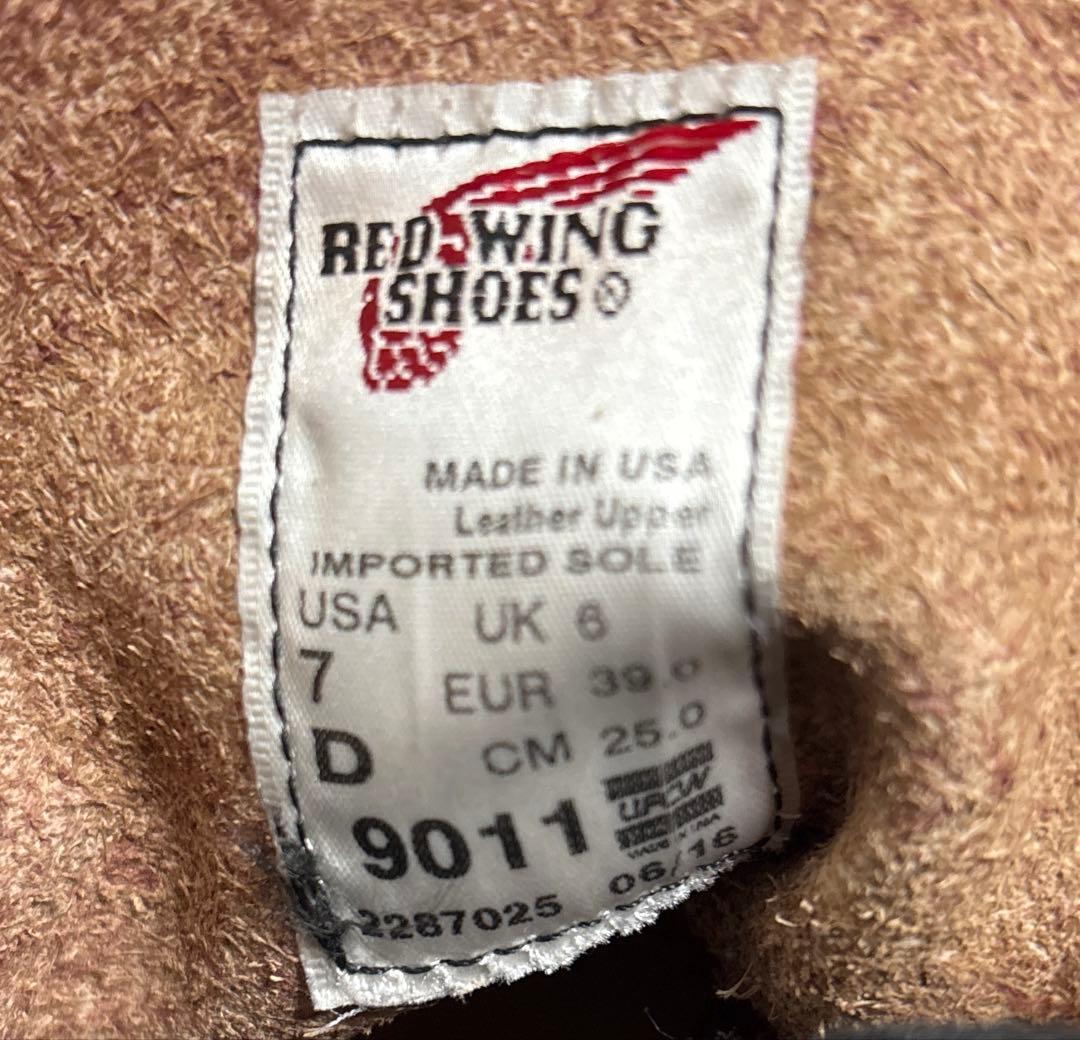 RED WING
SHOES ®
MADE IN USA
Leather Upper
IMPORTED SOLE
USA UK 6
7 EUR 39.0
D CM 25.0
9011 UFCW
2287025 06/16